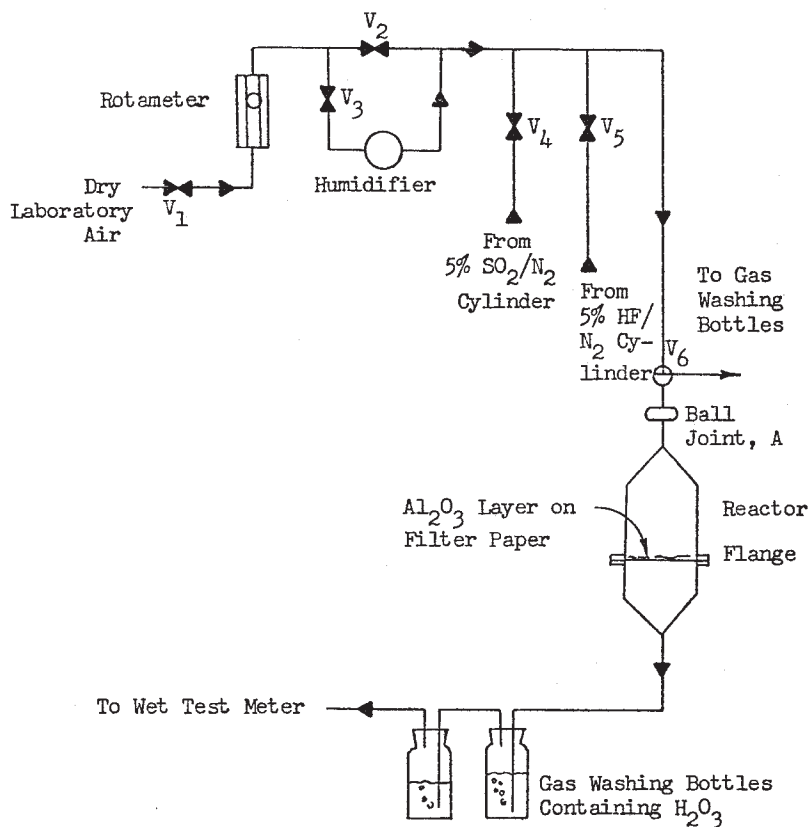 V2
Rotameter
V3
V4
V5
Humidifier
Dry
Laboratory
Air
V1
From
5% SO2/N2
Cylinder
From
5% HF/
N2 Cy-
linder
To Gas
Washing
Bottles
V6
Ball
Joint, A
Al2O3 Layer on
Filter Paper
Reactor
Flange
To Wet Test Meter
Gas Washing Bottles
Containing H2O3